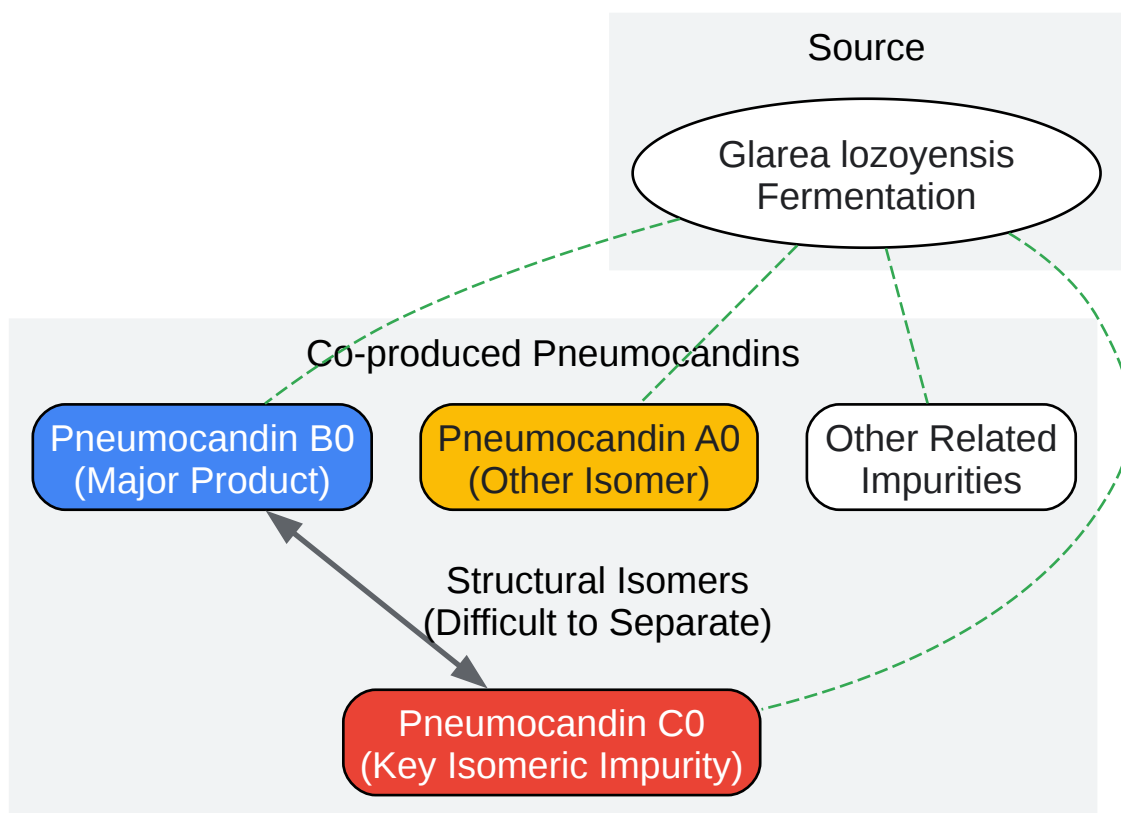 Source
Glarea lozoyensis
Fermentation
Co-produced Pneumocandins
Pneumocandin B0
(Major Product)
Pneumocandin A0
(Other Isomer)
Other Related
Impurities
Structural Isomers
(Difficult to Separate)
Pneumocandin C0
(Key Isomeric Impurity)